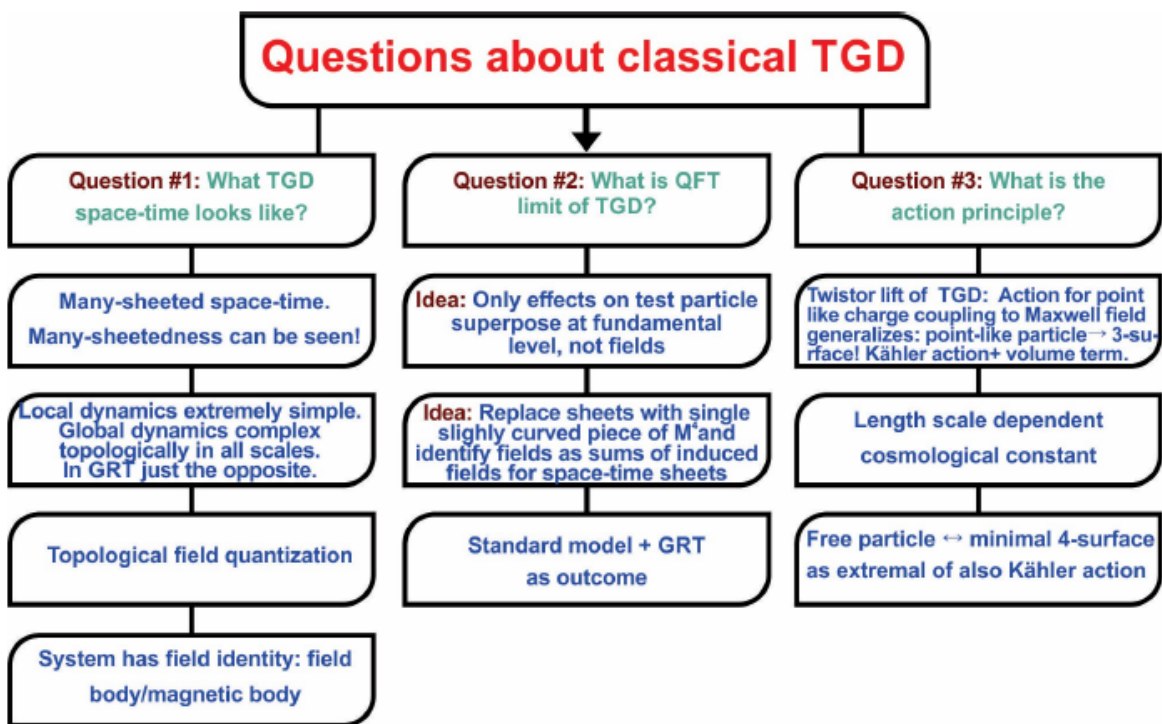 Questions about classical TGD
Question #1: What TGD
space-time looks like?
Many-sheeted space-time.
Many-sheetedness can be seen!
Local dynamics extremely simple.
Global dynamics complex
topologically in all scales.
In GRT just the opposite.
Topological field quantization
System has field identity: field
body/magnetic body
Question #2: What is QFT
limit of TGD?
Idea: Only effects on test particle
superpose at fundamental
level, not fields
Idea: Replace sheets with single
slighly curved piece of M⁴and
identify fields as sums of induced
fields for space-time sheets
Standard model + GRT
as outcome
Question #3: What is the
action principle?
Twistor lift of TGD: Action for point
like charge coupling to Maxwell field
generalizes: point-like particle→ 3-su-
rface! Kähler action+ volume term.
Length scale dependent
cosmological constant
Free particle ↔ minimal 4-surface
as extremal of also Kähler action